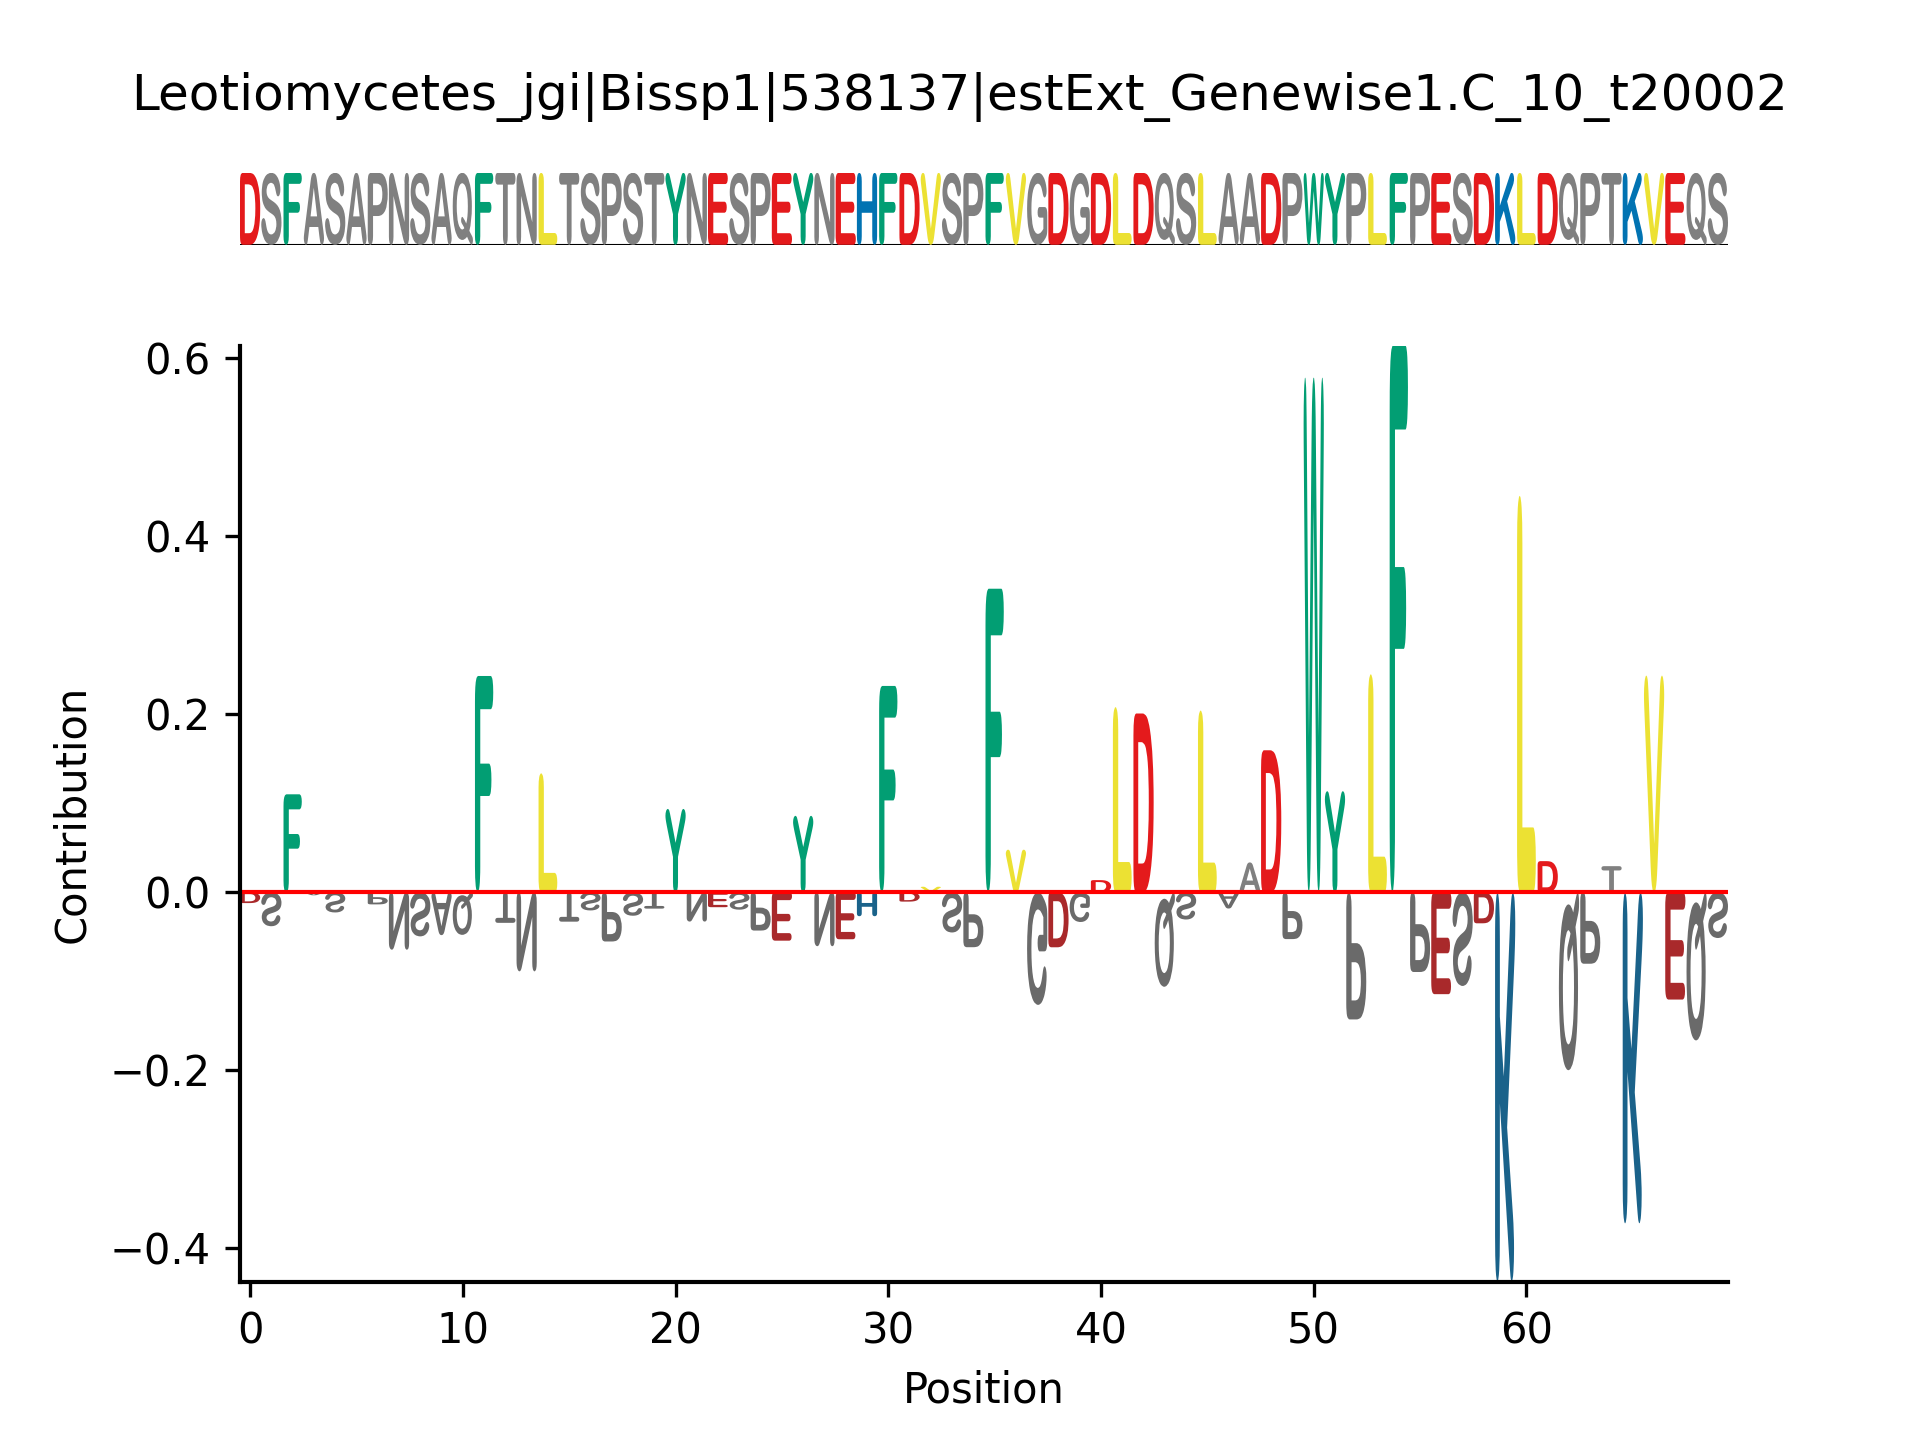 Leotiomycetes_jgi|Bissp1|538137|estExt_Genewise1.C_10_t20002
DSFASAPNSAQFTNLTSPSTYNESPEYNEHFDVSPFVGDGDLDQSLAADPWYPLFPESDKLDQPTKVEQS
0.6
0.4
0.2
0.0
−0.2
−0.4
Contribution
0 10 20 30 40 50 60
Position